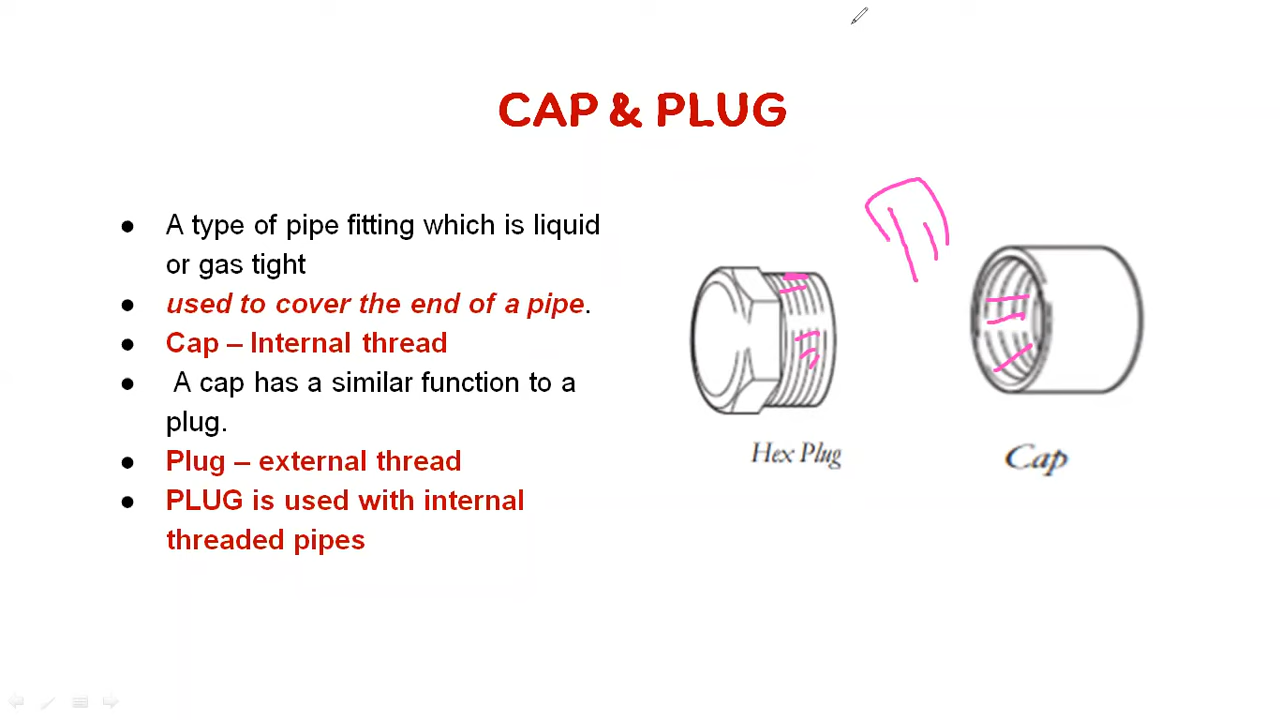 CAP & PLUG
● A type of pipe fitting which is liquid
or gas tight
● used to cover the end of a pipe.
● Cap – Internal thread
● A cap has a similar function to a
plug.
● Plug – external thread
● PLUG is used with internal
threaded pipes
Hex Plug
Cap